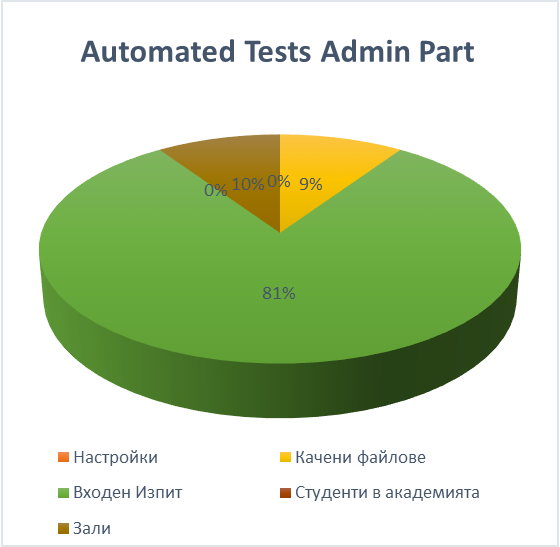 Automated Tests Admin Part
0% 10% 0% 9%
81%
Настройки Качени файлове
Входен Изпит Студенти в академията
Зали